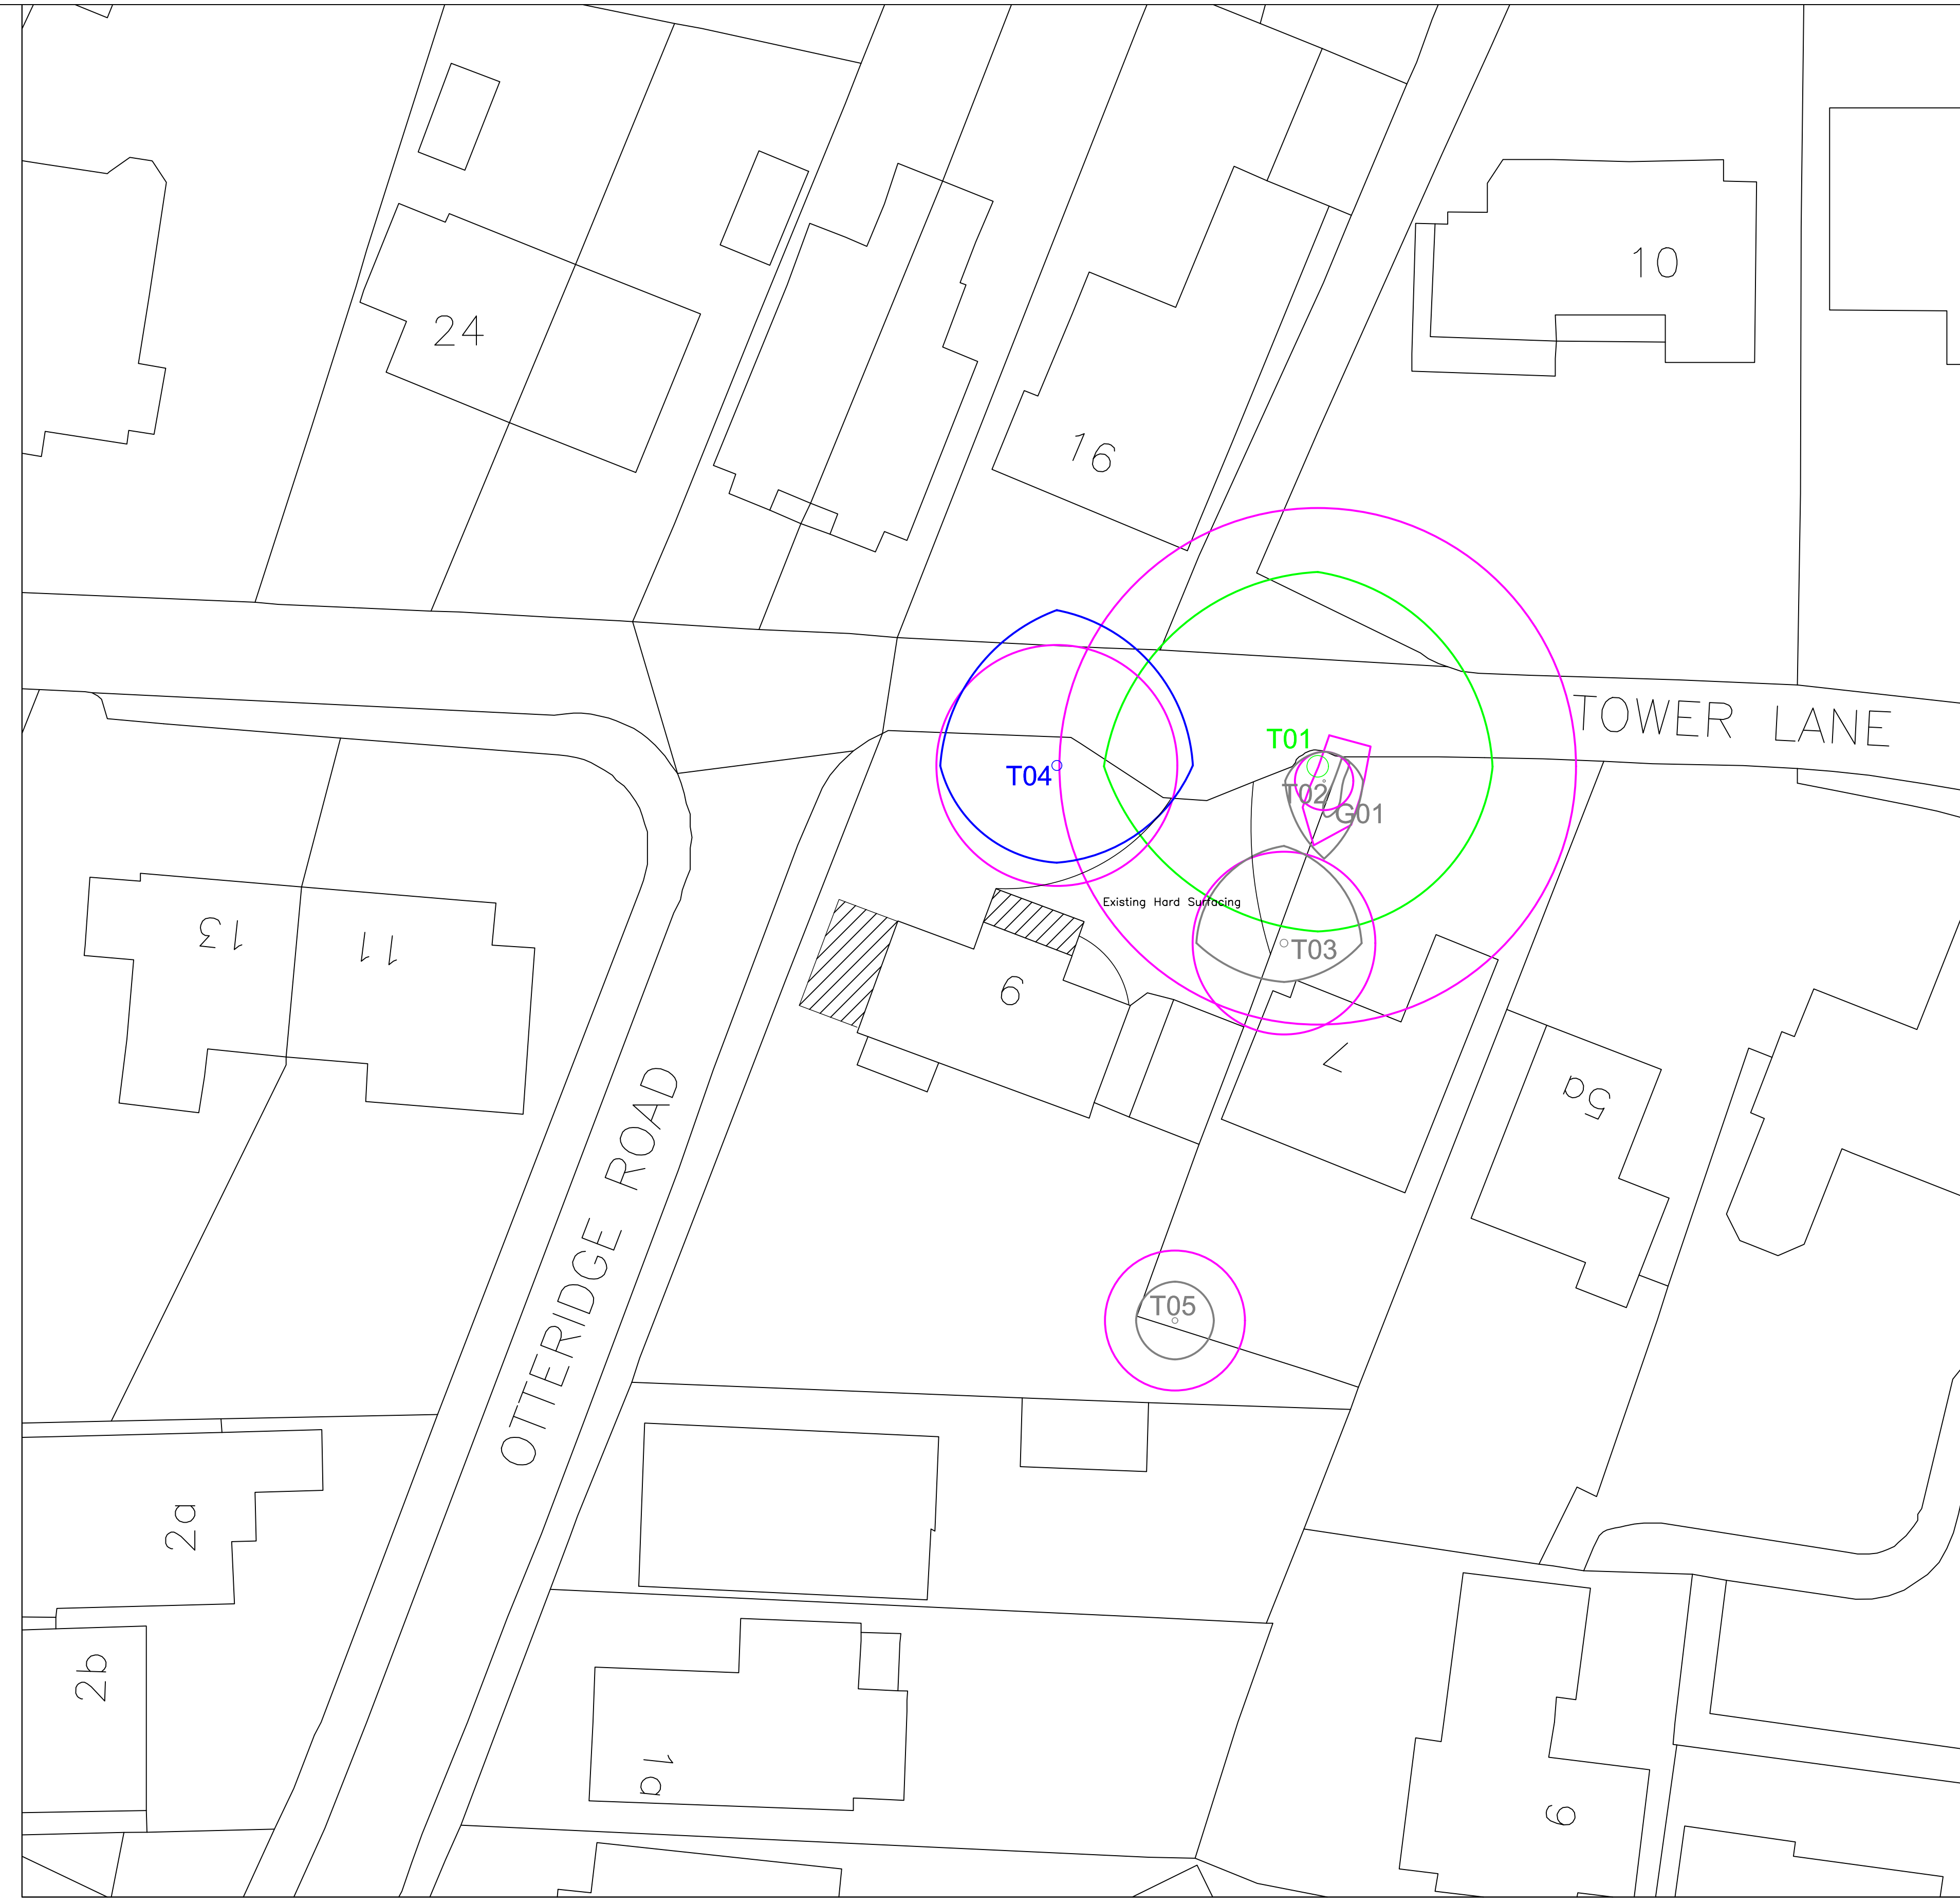 24
10
16
TOWER LANE
T01
T04
T02
G01
Existing Hard Surfacing
T03
13
11
9
7
5a
OTTERIDGE ROAD
T05
2a
2b
1a
9